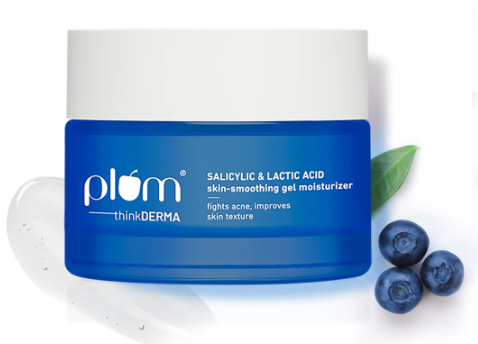 plum®
thinkDERMA
SALICYLIC & LACTIC ACID
skin-smoothing gel moisturizer
fights acne, improves
skin texture